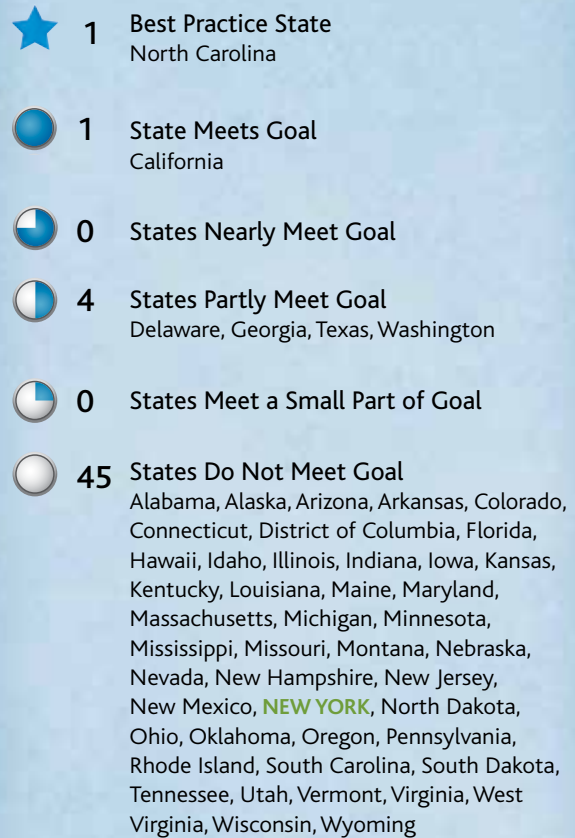 1 Best Practice State
North Carolina
1 State Meets Goal
California
0 States Nearly Meet Goal
4 States Partly Meet Goal
Delaware, Georgia, Texas, Washington
0 States Meet a Small Part of Goal
45 States Do Not Meet Goal
Alabama, Alaska, Arizona, Arkansas, Colorado,
Connecticut, District of Columbia, Florida,
Hawaii, Idaho, Illinois, Indiana, Iowa, Kansas,
Kentucky, Louisiana, Maine, Maryland,
Massachusetts, Michigan, Minnesota,
Mississippi, Missouri, Montana, Nebraska,
Nevada, New Hampshire, New Jersey,
New Mexico, NEW YORK, North Dakota,
Ohio, Oklahoma, Oregon, Pennsylvania,
Rhode Island, South Carolina, South Dakota,
Tennessee, Utah, Vermont, Virginia, West
Virginia, Wisconsin, Wyoming